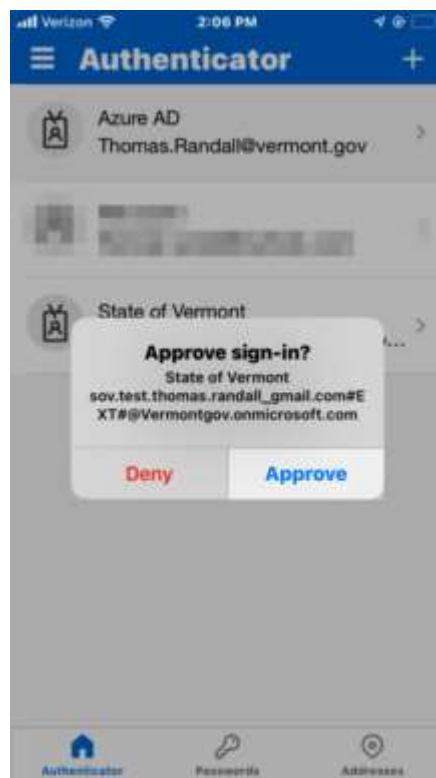 Verizon 2:06 PM
Authenticator +
Azure AD
Thomas.Randall@vermont.gov
State of Vermont
Approve sign-in?
State of Vermont
sov.test.thomas.randall_gmail.com#E
XT#@Vermontgov.onmicrosoft.com
Deny Approve
Authenticator Passwords Addresses